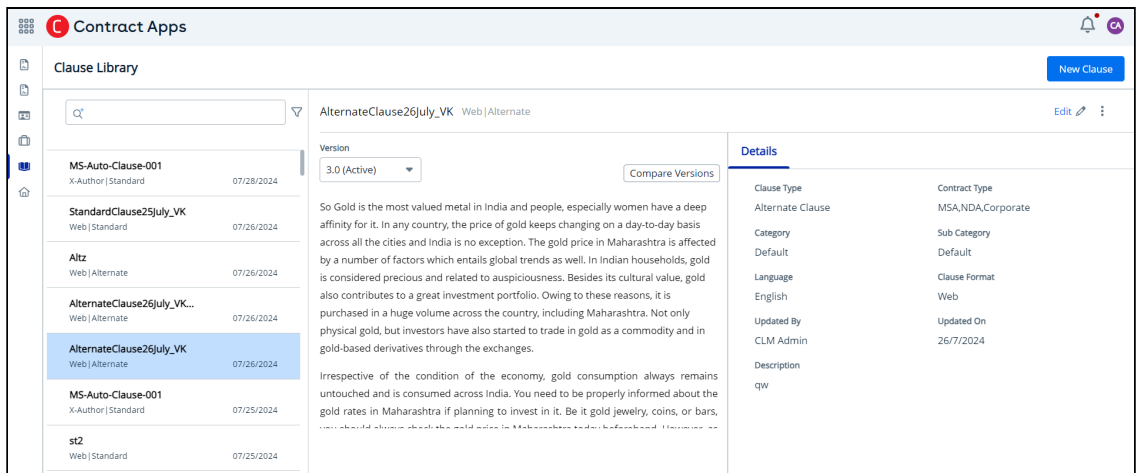 Contract Apps
CA
Clause Library
New Clause
MS-Auto-Clause-001
X-Author|Standard 07/28/2024
StandardClause25July_VK
Web|Standard 07/26/2024
Altz
Web|Alternate 07/26/2024
AlternateClause26July_VK...
Web|Alternate 07/26/2024
AlternateClause26July_VK
Web|Alternate 07/26/2024
MS-Auto-Clause-001
X-Author|Standard 07/25/2024
st2
Web|Standard 07/25/2024
AlternateClause26July_VK Web|Alternate
Edit
Version
3.0 (Active)
Compare Versions
So Gold is the most valued metal in India and people, especially women have a deep
affinity for it. In any country, the price of gold keeps changing on a day-to-day basis
across all the cities and India is no exception. The gold price in Maharashtra is affected
by a number of factors which entails global trends as well. In Indian households, gold
is considered precious and related to auspiciousness. Besides its cultural value, gold
also contributes to a great investment portfolio. Owing to these reasons, it is
purchased in a huge volume across the country, including Maharashtra. Not only
physical gold, but investors have also started to trade in gold as a commodity and in
gold-based derivatives through the exchanges.
Irrespective of the condition of the economy, gold consumption always remains
untouched and is consumed across India. You need to be properly informed about the
gold rates in Maharashtra if planning to invest in it. Be it gold jewelry, coins, or bars,
you should always check the gold price in Maharashtra today beforehand. However, as
Details
Clause Type Contract Type
Alternate Clause MSA,NDA,Corporate
Category Sub Category
Default Default
Language Clause Format
English Web
Updated By Updated On
CLM Admin 26/7/2024
Description
qw